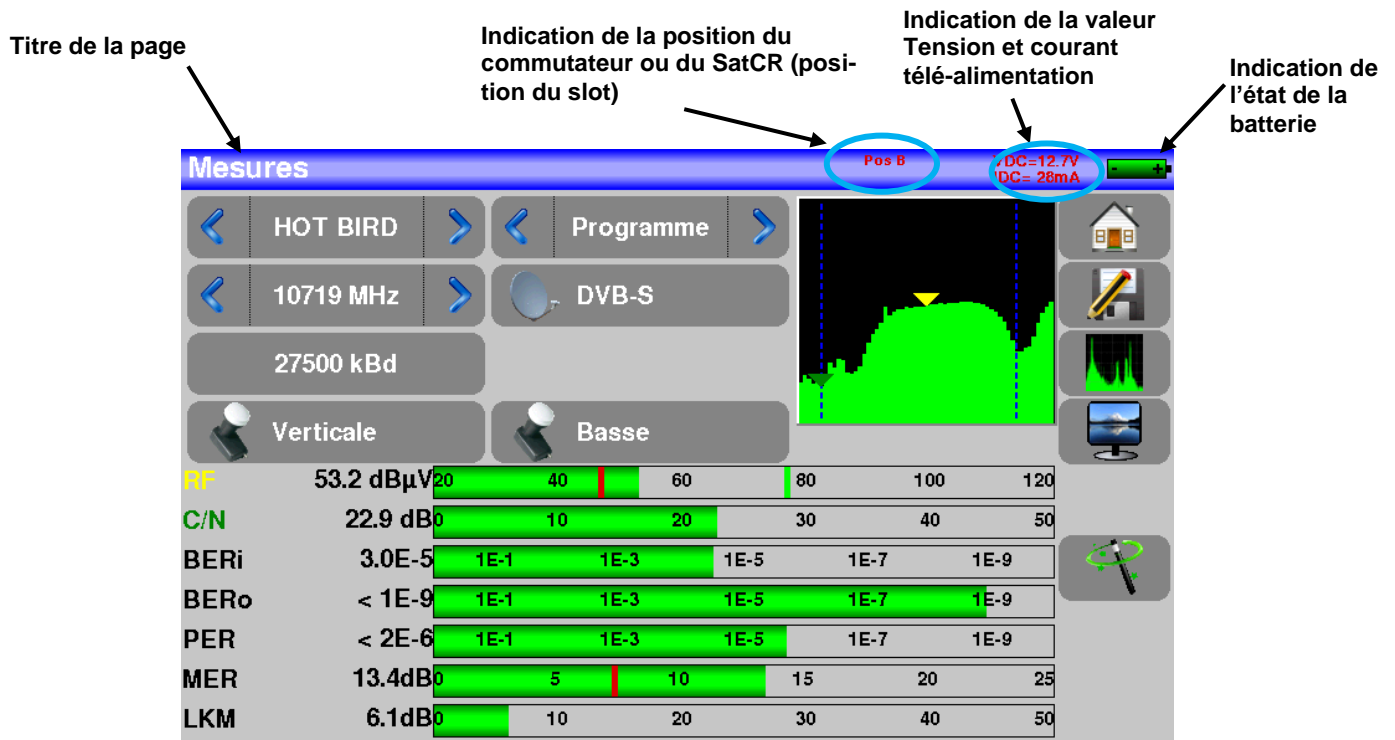 Titre de la page
Indication de la position du
commutateur ou du SatCR (posi-
tion du slot)
Indication de la valeur
Tension et courant
télé-alimentation
Indication de
l'état de la
batterie
Mesures
Pos B
VDC=12.7V
IDC= 28mA
- +
HOT BIRD
Programme
10719 MHz
DVB-S
27500 kBd
Verticale
Basse
RF 53.2 dBµV 20 40 60 80 100 120
C/N 22.9 dB 0 10 20 30 40 50
BERi 3.0E-5 1E-1 1E-3 1E-5 1E-7 1E-9
BERo < 1E-9 1E-1 1E-3 1E-5 1E-7 1E-9
PER < 2E-6 1E-1 1E-3 1E-5 1E-7 1E-9
MER 13.4dB 0 5 10 15 20 25
LKM 6.1dB 0 10 20 30 40 50